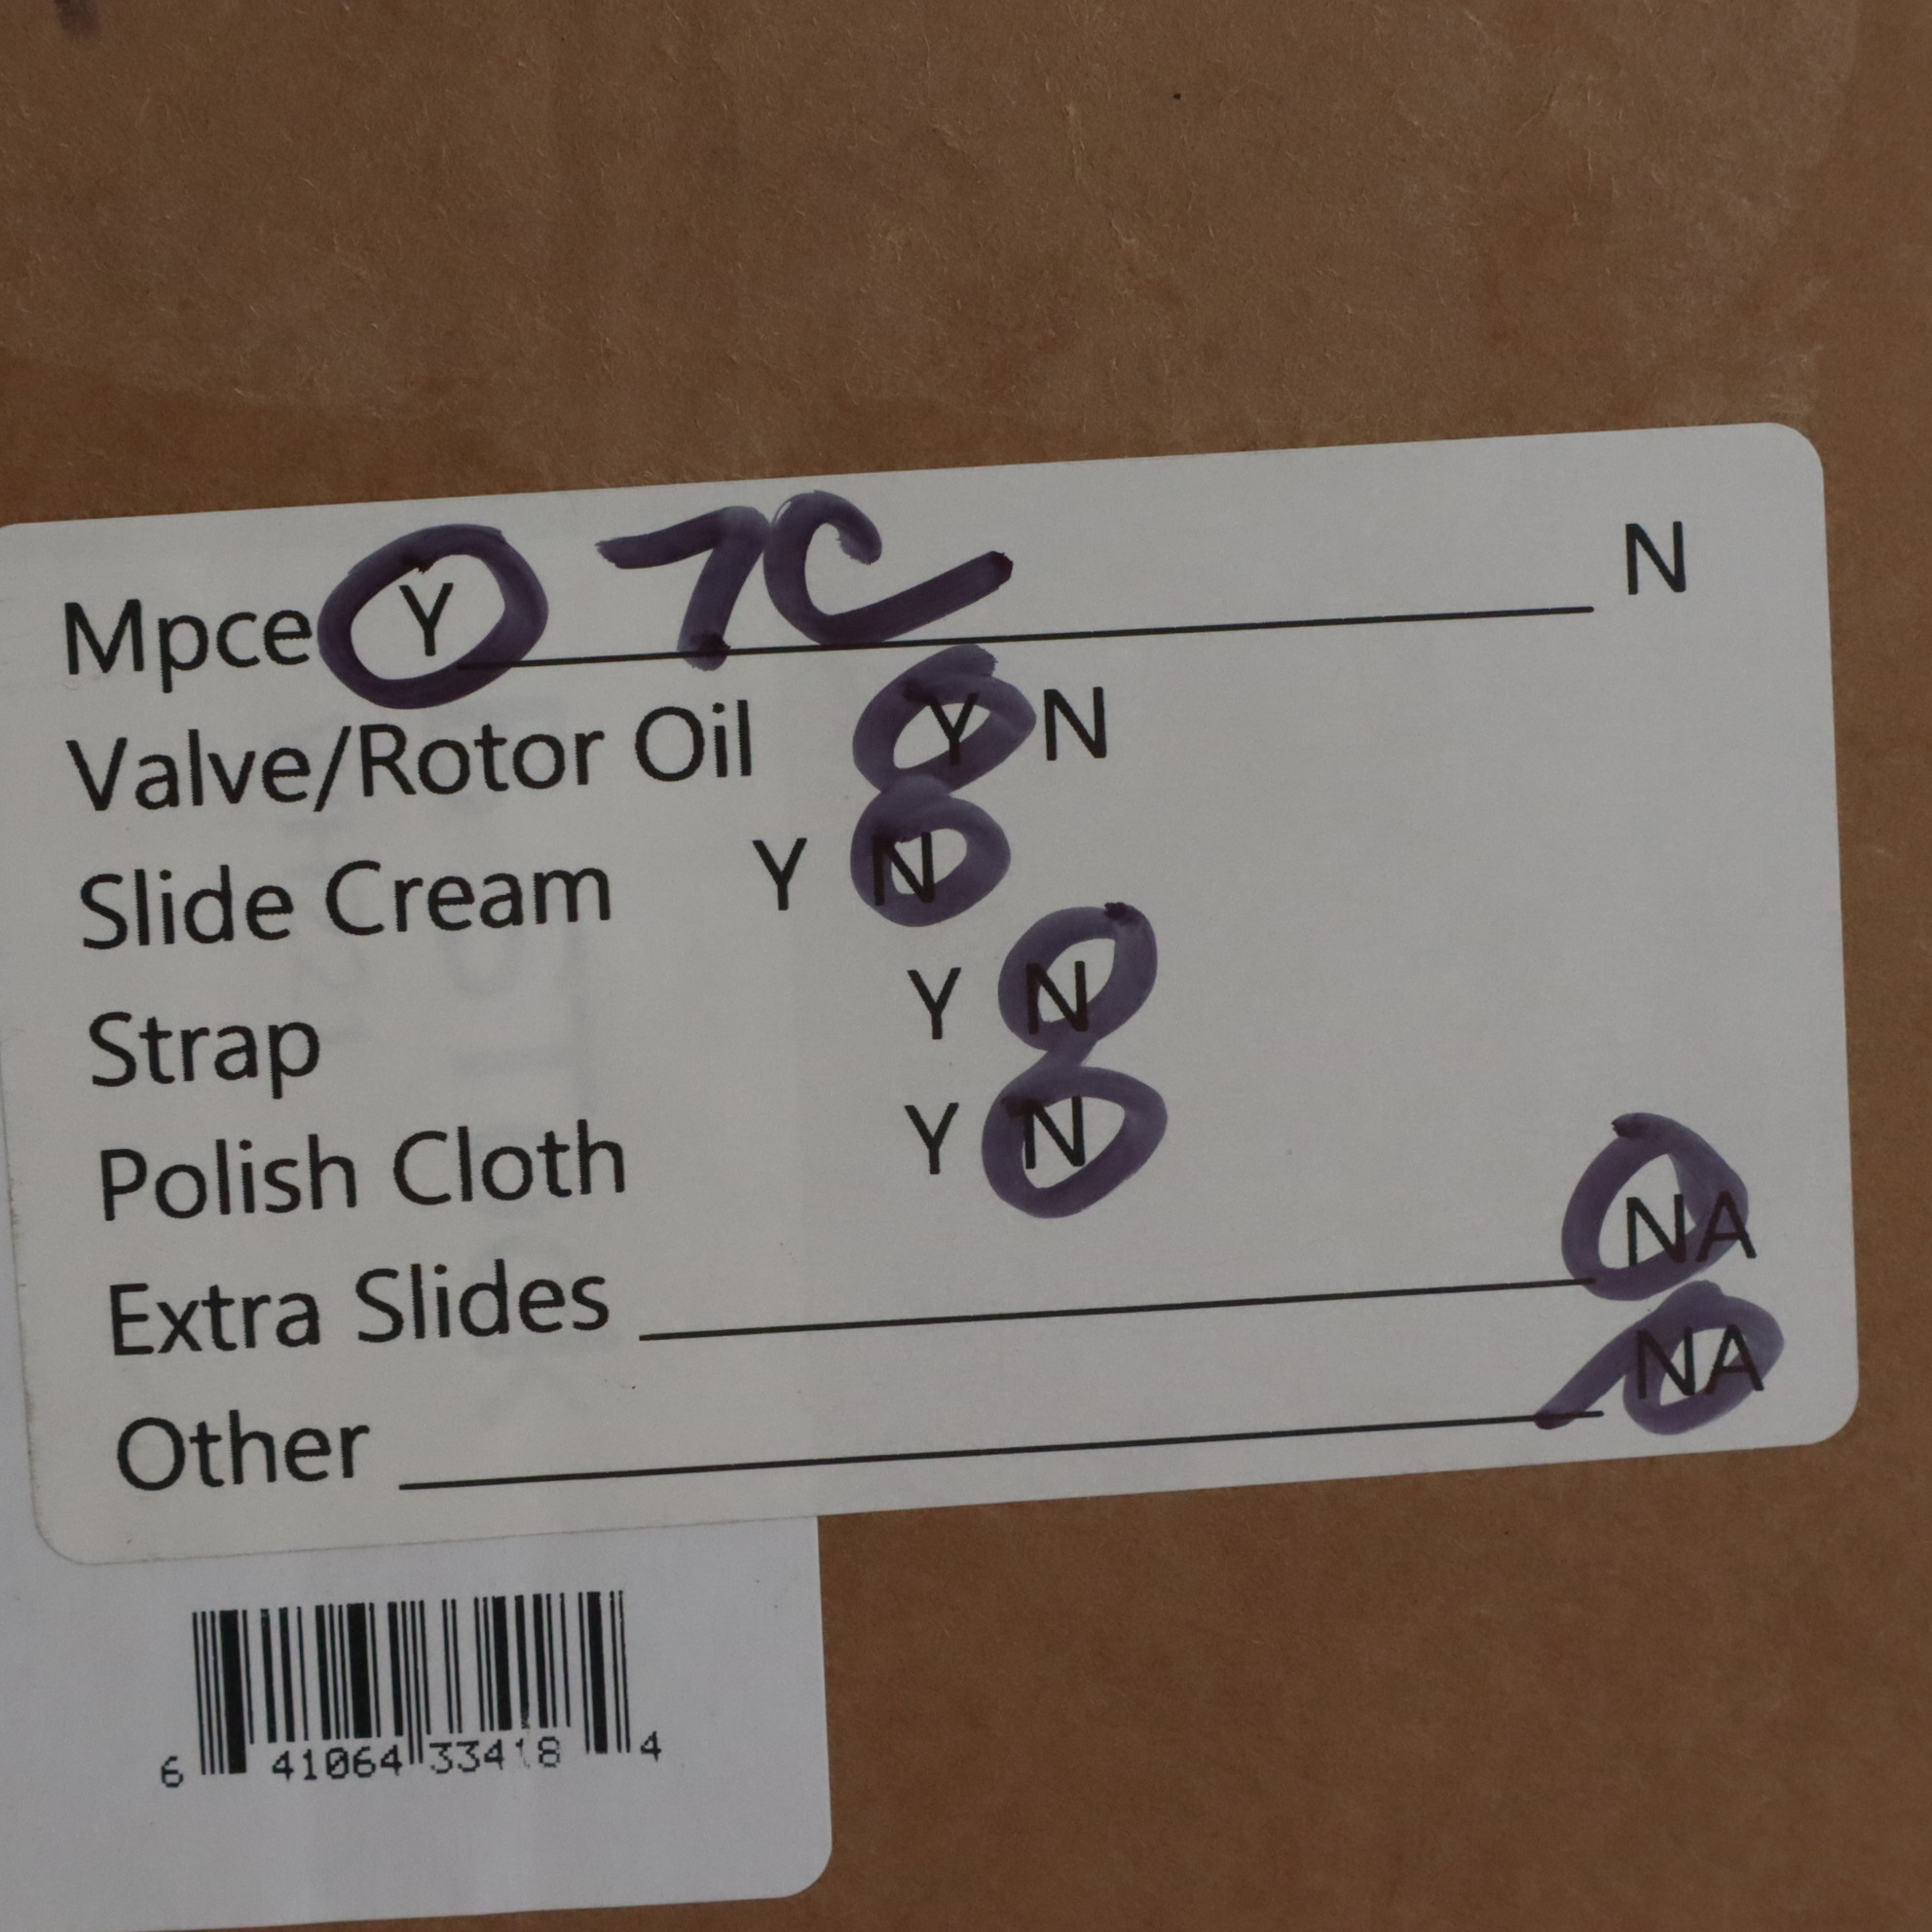 Mpce Y 7C N
Valve/Rotor Oil Y N
Slide Cream Y N
Strap Y N
Polish Cloth Y N
Extra Slides NA
Other NA
6 41064 33418 4